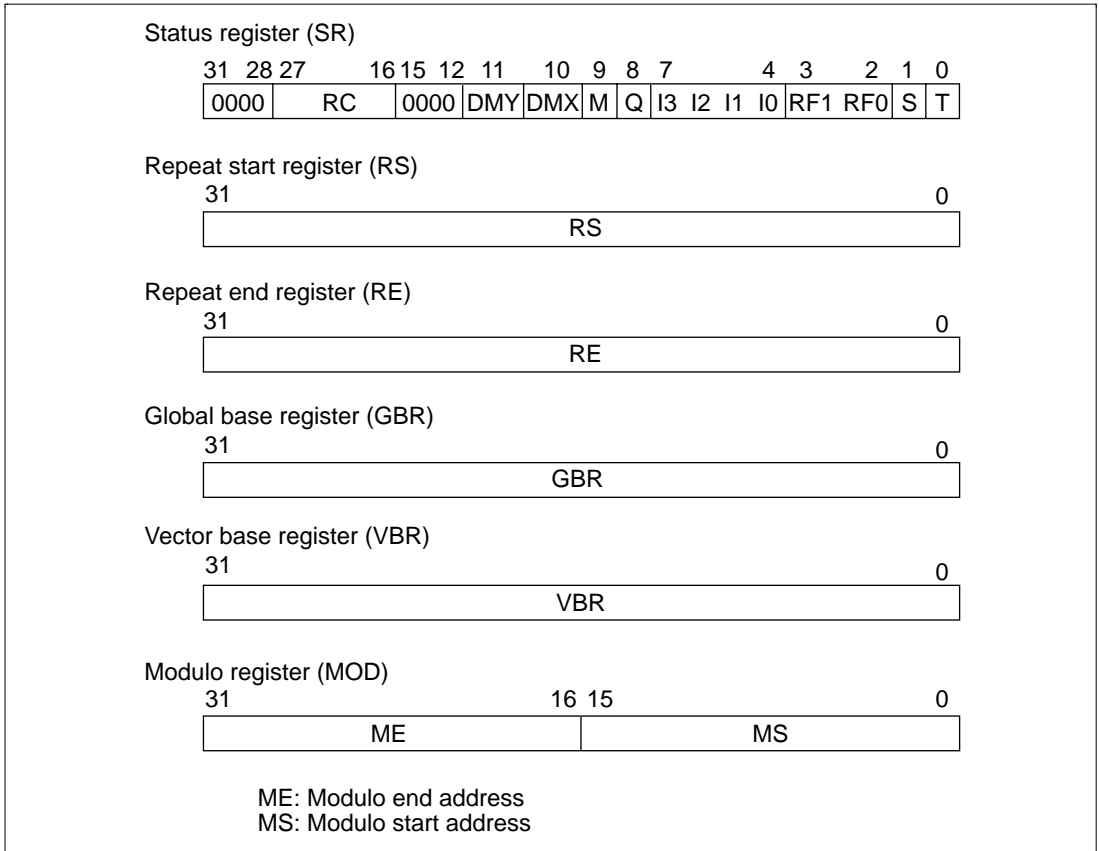 Status register (SR)
31 28 27 16 15 12 11 10 9 8 7 4 3 2 1 0
0000 RC 0000 DMY DMX M Q I3 I2 I1 I0 RF1 RF0 S T
Repeat start register (RS)
31 0
RS
Repeat end register (RE)
31 0
RE
Global base register (GBR)
31 0
GBR
Vector base register (VBR)
31 0
VBR
Modulo register (MOD)
31 16 15 0
ME MS
ME: Modulo end address
MS: Modulo start address